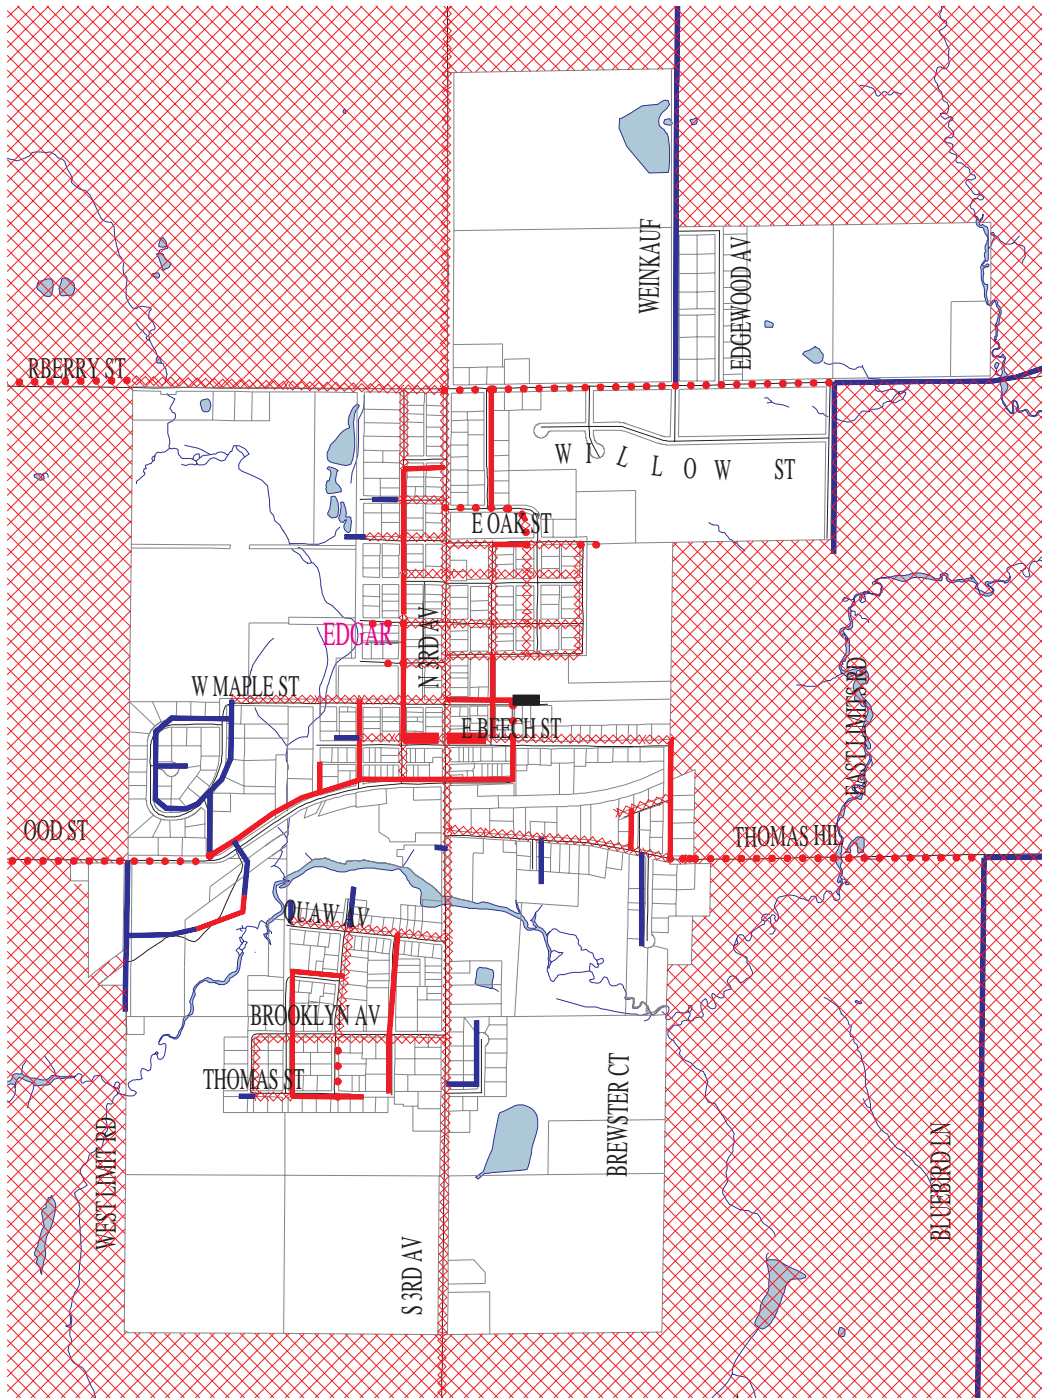 WEINKAUF
EDGEWOOD AV
RBERRY ST
WILLOW ST
E OAK ST
EDGAR
N 3RD AV
W MAPLE ST
E BEECH ST
EAST LIMITS RD
OOD ST
THOMAS HIL
QUAW AV
BROOKLYN AV
THOMAS ST
BREWSTER CT
WEST LIMIT RD
BLUEBIRD LN
S 3RD AV